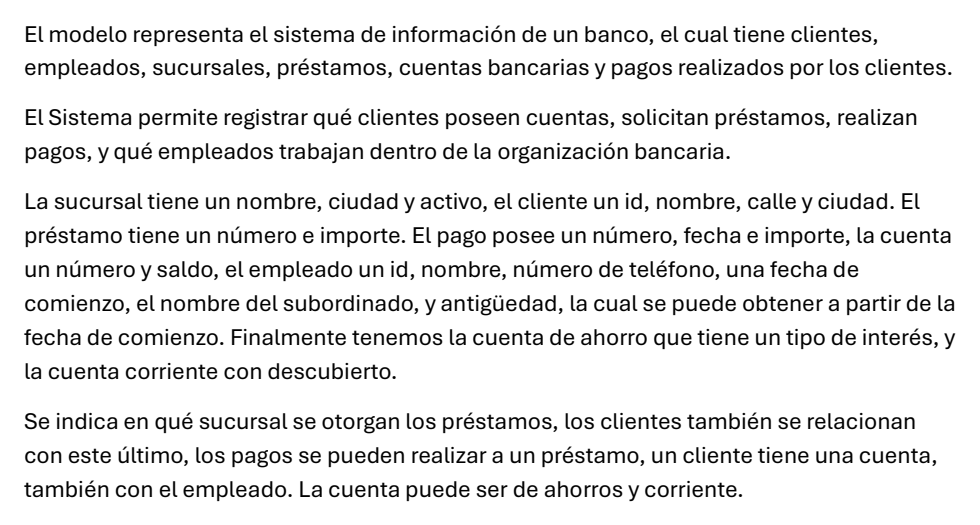 El modelo representa el sistema de información de un banco, el cual tiene clientes,
empleados, sucursales, préstamos, cuentas bancarias y pagos realizados por los clientes.
El Sistema permite registrar qué clientes poseen cuentas, solicitan préstamos, realizan
pagos, y qué empleados trabajan dentro de la organización bancaria.
La sucursal tiene un nombre, ciudad y activo, el cliente un id, nombre, calle y ciudad. El
préstamo tiene un número e importe. El pago posee un número, fecha e importe, la cuenta
un número y saldo, el empleado un id, nombre, número de teléfono, una fecha de
comienzo, el nombre del subordinado, y antigüedad, la cual se puede obtener a partir de la
fecha de comienzo. Finalmente tenemos la cuenta de ahorro que tiene un tipo de interés, y
la cuenta corriente con descubierto.
Se indica en qué sucursal se otorgan los préstamos, los clientes también se relacionan
con este último, los pagos se pueden realizar a un préstamo, un cliente tiene una cuenta,
también con el empleado. La cuenta puede ser de ahorros y corriente.